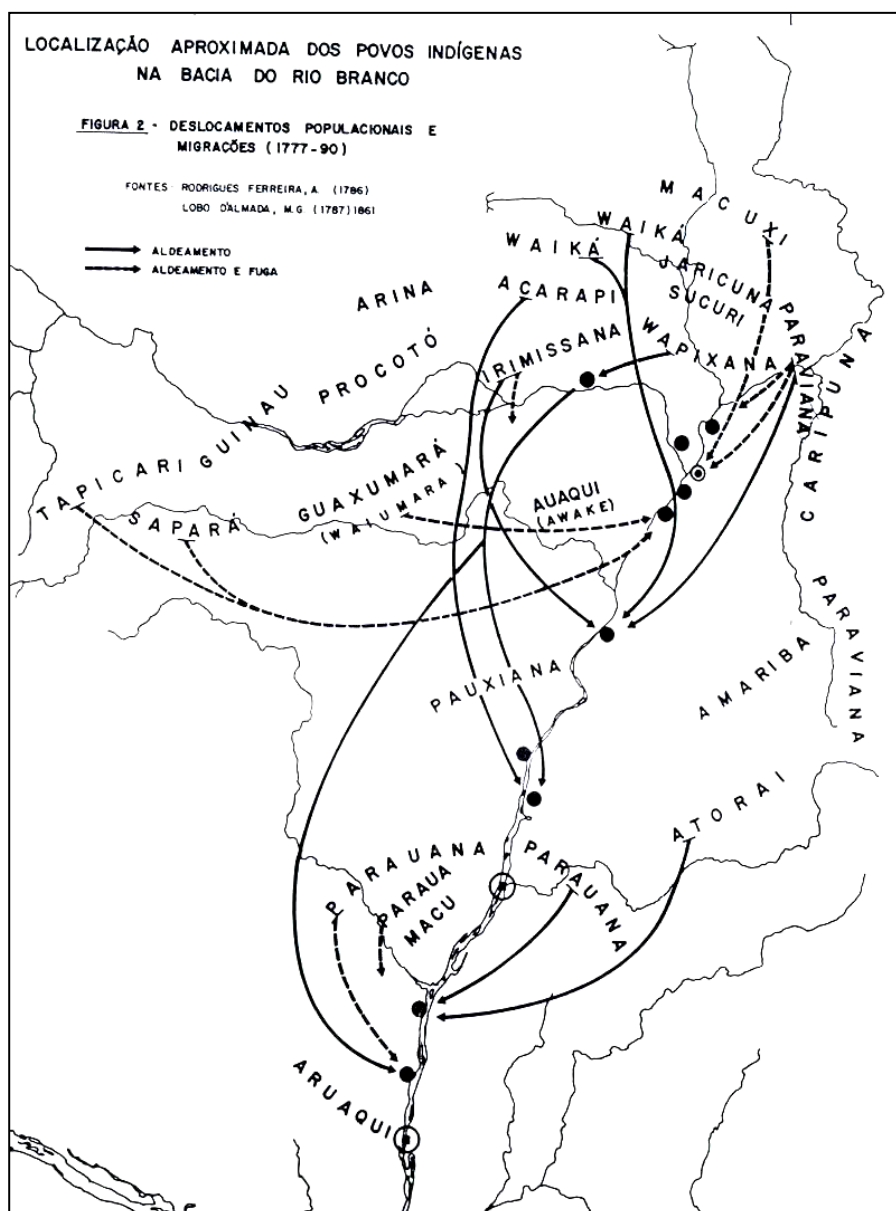 LOCALIZAÇÃO APROXIMADA DOS POVOS INDÍGENAS
NA BACIA DO RIO BRANCO
FIGURA 2 - DESLOCAMENTOS POPULACIONAIS E
MIGRAÇÕES (1777-90)
FONTES RODRIGUES FERREIRA, A. (1786)
LOBO D'ALMADA, M.G. (1787) 1861
ALDEAMENTO
ALDEAMENTO E FUGA
MACUXI
WAIKÁ
WAIKÁ
JARICUNA
SUCURI
ARINA
ACARAPI
PARAVIANA
PROCOTÓ
IRIMISSANA
WAPIXANA
PARAVIANA
CARIPUNA
GUINAU
TAPICARI
SAPARÁ
GUAXUMARÁ
(WAIUMARA)
AUAQUI
(AWAKE)
PARAVIANA
PAUXIANA
AMARIBA
ATORAI
PARAUANA
PARAUA
MACU
PARAUANA
ARUAQUI